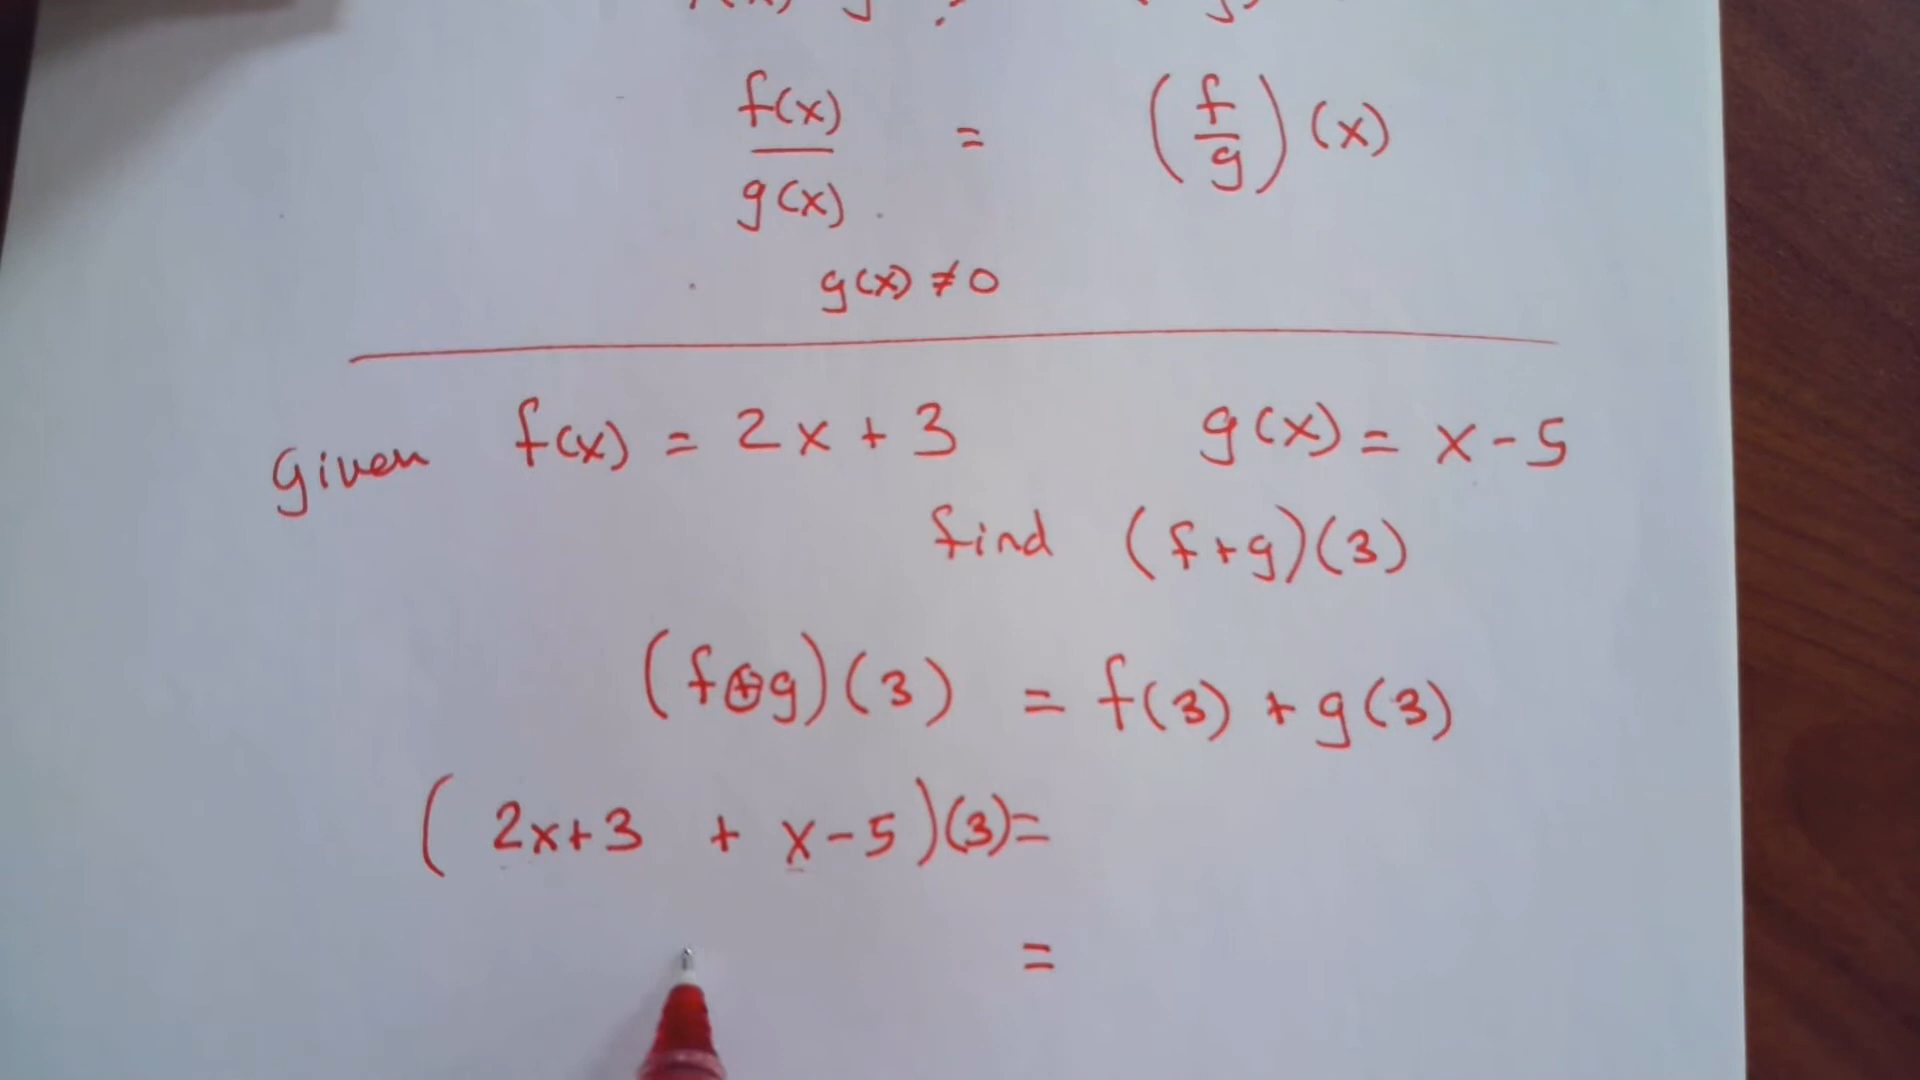 f(x)
———
g(x)
= (f/g)(x)
g(x) ≠ 0
Given f(x) = 2x + 3 g(x) = x - 5
find (f+g)(3)
(f⊕g)(3) = f(3) + g(3)
( 2x+3 + x-5)(3)=
=